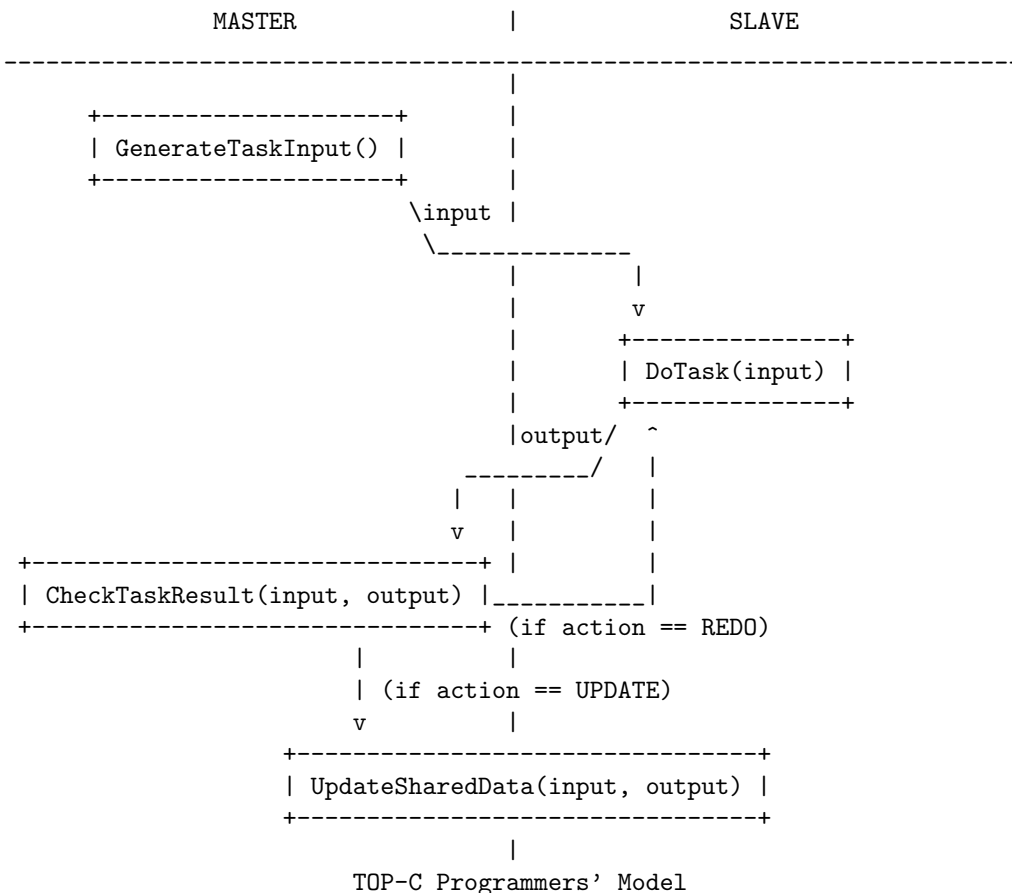 MASTER | SLAVE
GenerateTaskInput()
input
DoTask(input)
output
CheckTaskResult(input, output)
(if action == REDO)
(if action == UPDATE)
UpdateSharedData(input, output)
TOP-C Programmers' Model